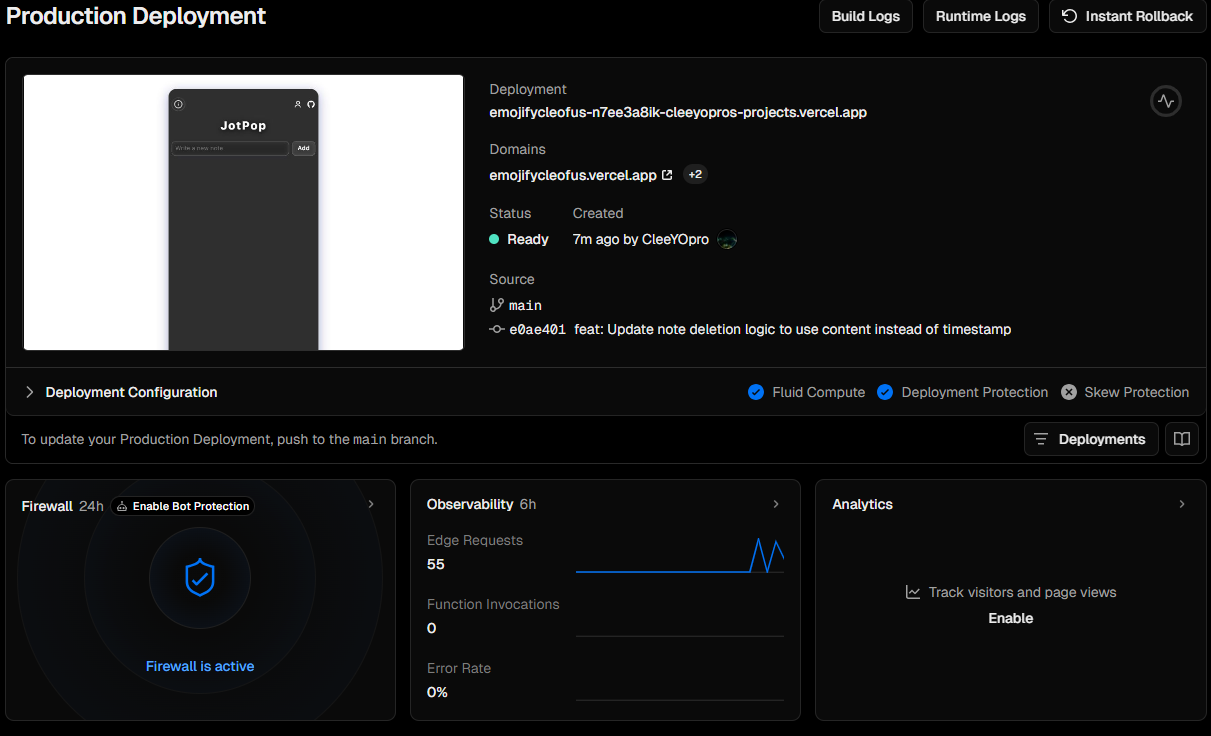 Production Deployment
Build Logs
Runtime Logs
Instant Rollback
JotPop
Write a new note
Add
Deployment
emojifycleofus-n7ee3a8ik-cleeyopros-projects.vercel.app
Domains
emojifycleofus.vercel.app +2
Status Created
Ready 7m ago by CleeYOpro
Source
main
e0ae401 feat: Update note deletion logic to use content instead of timestamp
Deployment Configuration
Fluid Compute
Deployment Protection
Skew Protection
To update your Production Deployment, push to the main branch.
Deployments
Firewall 24h Enable Bot Protection
Firewall is active
Observability 6h
Edge Requests
55
Function Invocations
0
Error Rate
0%
Analytics
Track visitors and page views
Enable